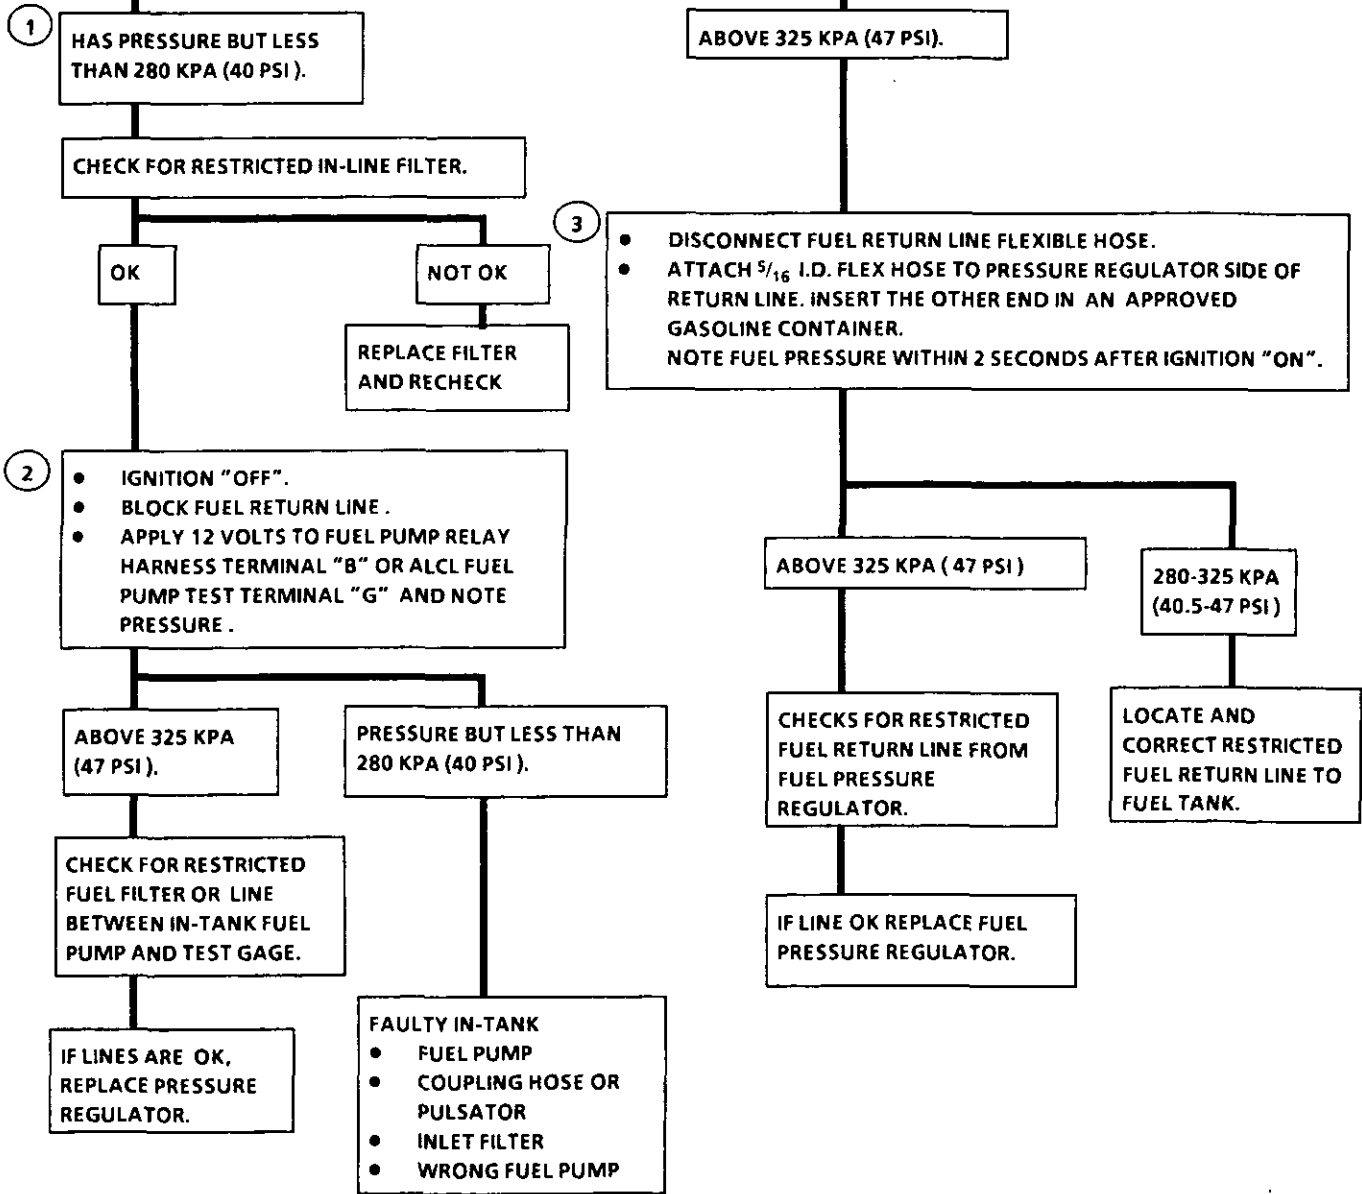 1
HAS PRESSURE BUT LESS
THAN 280 KPA (40 PSI).
CHECK FOR RESTRICTED IN-LINE FILTER.
OK
NOT OK
REPLACE FILTER
AND RECHECK
2
● IGNITION "OFF".
● BLOCK FUEL RETURN LINE.
● APPLY 12 VOLTS TO FUEL PUMP RELAY
HARNESS TERMINAL "B" OR ALCL FUEL
PUMP TEST TERMINAL "G" AND NOTE
PRESSURE.
ABOVE 325 KPA
(47 PSI).
CHECK FOR RESTRICTED
FUEL FILTER OR LINE
BETWEEN IN-TANK FUEL
PUMP AND TEST GAGE.
IF LINES ARE OK,
REPLACE PRESSURE
REGULATOR.
PRESSURE BUT LESS THAN
280 KPA (40 PSI).
FAULTY IN-TANK
● FUEL PUMP
● COUPLING HOSE OR
PULSATOR
● INLET FILTER
● WRONG FUEL PUMP
ABOVE 325 KPA (47 PSI).
3
● DISCONNECT FUEL RETURN LINE FLEXIBLE HOSE.
● ATTACH 5/16 I.D. FLEX HOSE TO PRESSURE REGULATOR SIDE OF
RETURN LINE. INSERT THE OTHER END IN AN APPROVED
GASOLINE CONTAINER.
NOTE FUEL PRESSURE WITHIN 2 SECONDS AFTER IGNITION "ON".
ABOVE 325 KPA (47 PSI)
CHECKS FOR RESTRICTED
FUEL RETURN LINE FROM
FUEL PRESSURE
REGULATOR.
IF LINE OK REPLACE FUEL
PRESSURE REGULATOR.
280-325 KPA
(40.5-47 PSI)
LOCATE AND
CORRECT RESTRICTED
FUEL RETURN LINE TO
FUEL TANK.